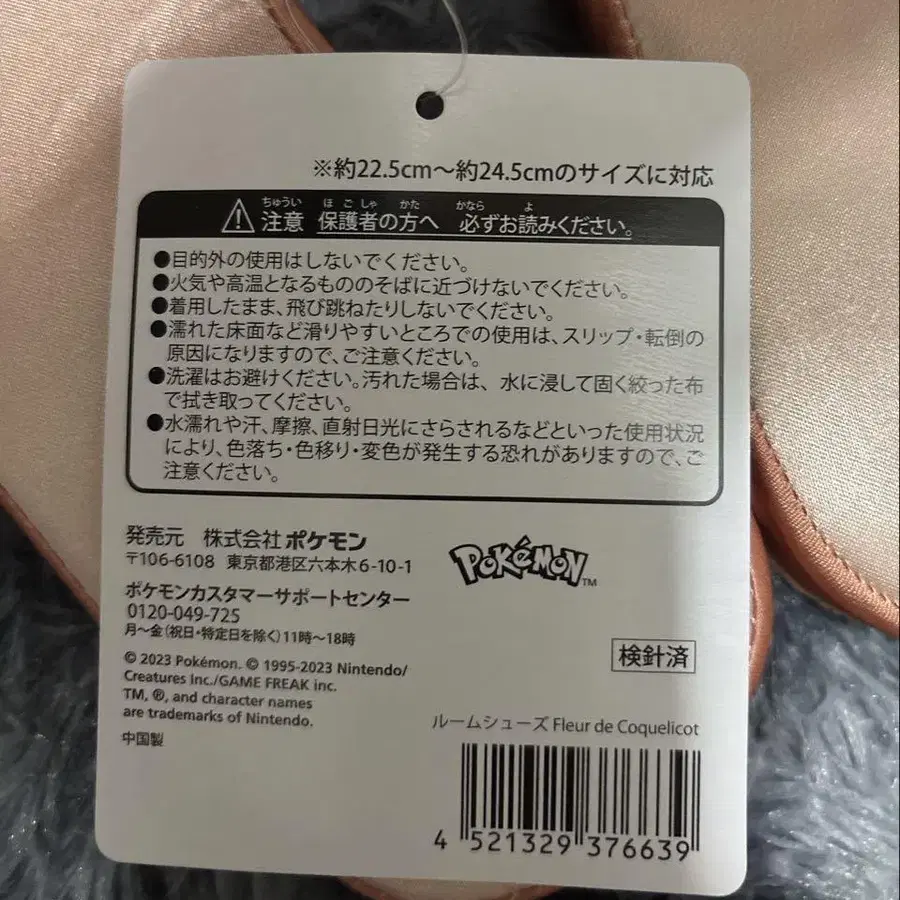 ※約22.5cm～約24.5cmのサイズに対応
ちゅうい ほごしゃ かた かなら よ
注意 保護者の方へ 必ずお読みください。
●目的外の使用はしないでください。
●火気や高温となるもののそばに近づけないでください。
●着用したまま、飛び跳ねたりしないでください。
●濡れた床面など滑りやすいところでの使用は、スリップ・転倒の
原因になりますので、ご注意ください。
●洗濯はお避けください。汚れた場合は、水に浸して固く絞った布
で拭き取ってください。
●水濡れや汗、摩擦、直射日光にさらされるなどといった使用状況
により、色落ち・色移り・変色が発生する恐れがありますので、ご
注意ください。
発売元 株式会社ポケモン
〒106-6108 東京都港区六本木6-10-1
ポケモンカスタマーサポートセンター
0120-049-725
月～金(祝日・特定日を除く)11時～18時
© 2023 Pokémon. © 1995-2023 Nintendo/
Creatures Inc./GAME FREAK inc.
TM, ®, and character names
are trademarks of Nintendo.
中国製
POKéMON™
検針済
ルームシューズ Fleur de Coquelicot
4 521329 376639